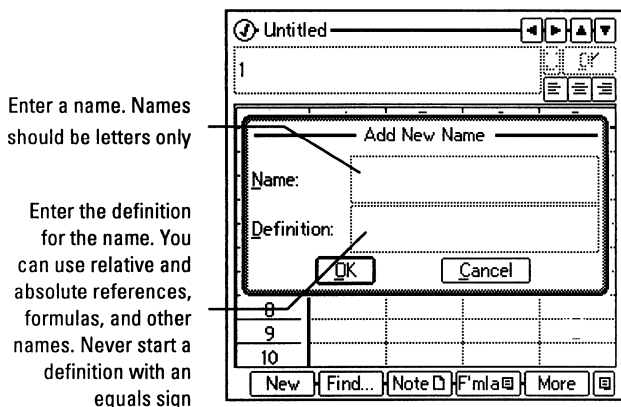 Untitled
1
OK
Enter a name. Names
should be letters only
Add New Name
Name:
Enter the definition
for the name. You
can use relative and
absolute references,
formulas, and other
names. Never start a
definition with an
equals sign
Definition:
OK
Cancel
8
9
10
New
Find...
Note
F'mla
More